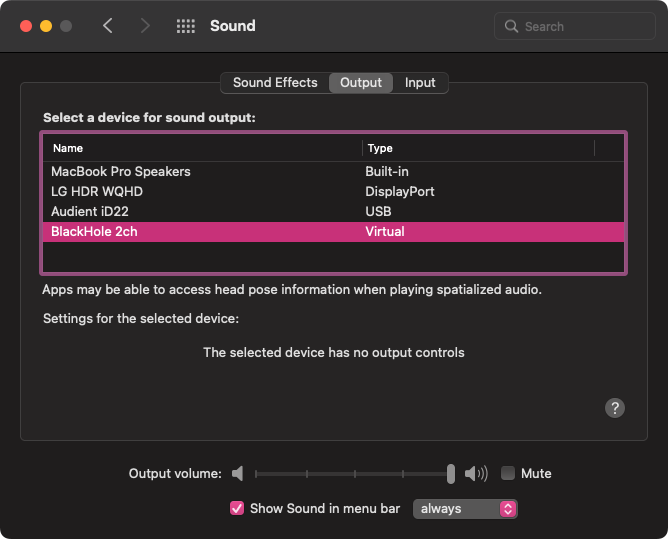 Sound
Search
Sound Effects Output Input
Select a device for sound output:
Name Type
MacBook Pro Speakers Built-in
LG HDR WQHD DisplayPort
Audient iD22 USB
BlackHole 2ch Virtual
Apps may be able to access head pose information when playing spatialized audio.
Settings for the selected device:
The selected device has no output controls
?
Output volume: Mute
Show Sound in menu bar always